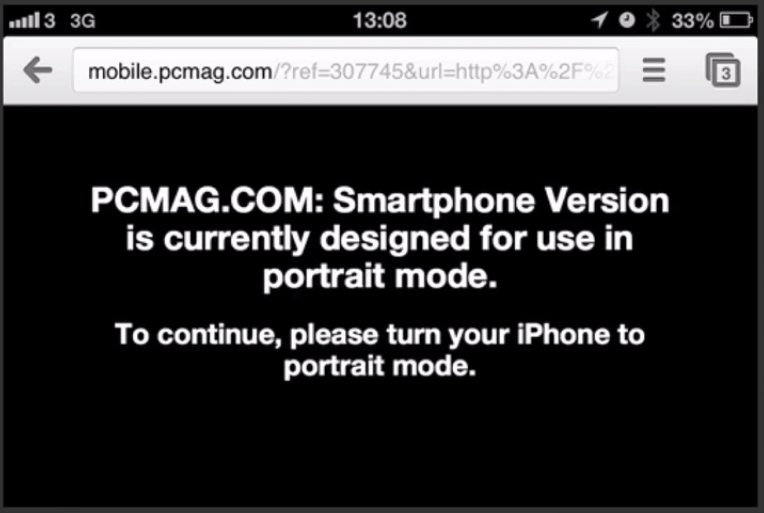 3 3G 13:08 33%
mobile.pcmag.com/?ref=307745&url=http%3A%2F%2
3
PCMAG.COM: Smartphone Version
is currently designed for use in
portrait mode.
To continue, please turn your iPhone to
portrait mode.